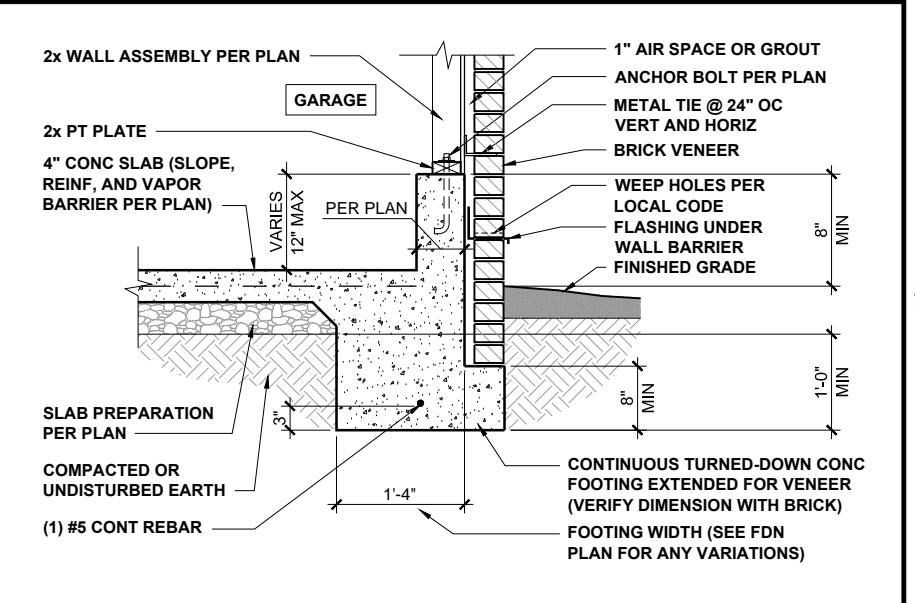 2x WALL ASSEMBLY PER PLAN
GARAGE
2x PT PLATE
4" CONC SLAB (SLOPE,
REINF, AND VAPOR
BARRIER PER PLAN)
VARIES
12" MAX
PER PLAN
1" AIR SPACE OR GROUT
ANCHOR BOLT PER PLAN
METAL TIE @ 24" OC
VERT AND HORIZ
BRICK VENEER
WEEP HOLES PER
LOCAL CODE
FLASHING UNDER
WALL BARRIER
FINISHED GRADE
8"
MIN
8"
MIN
1'-0"
MIN
3"
SLAB PREPARATION
PER PLAN
COMPACTED OR
UNDISTURBED EARTH
(1) #5 CONT REBAR
1'-4"
CONTINUOUS TURNED-DOWN CONC
FOOTING EXTENDED FOR VENEER
(VERIFY DIMENSION WITH BRICK)
FOOTING WIDTH (SEE FDN
PLAN FOR ANY VARIATIONS)